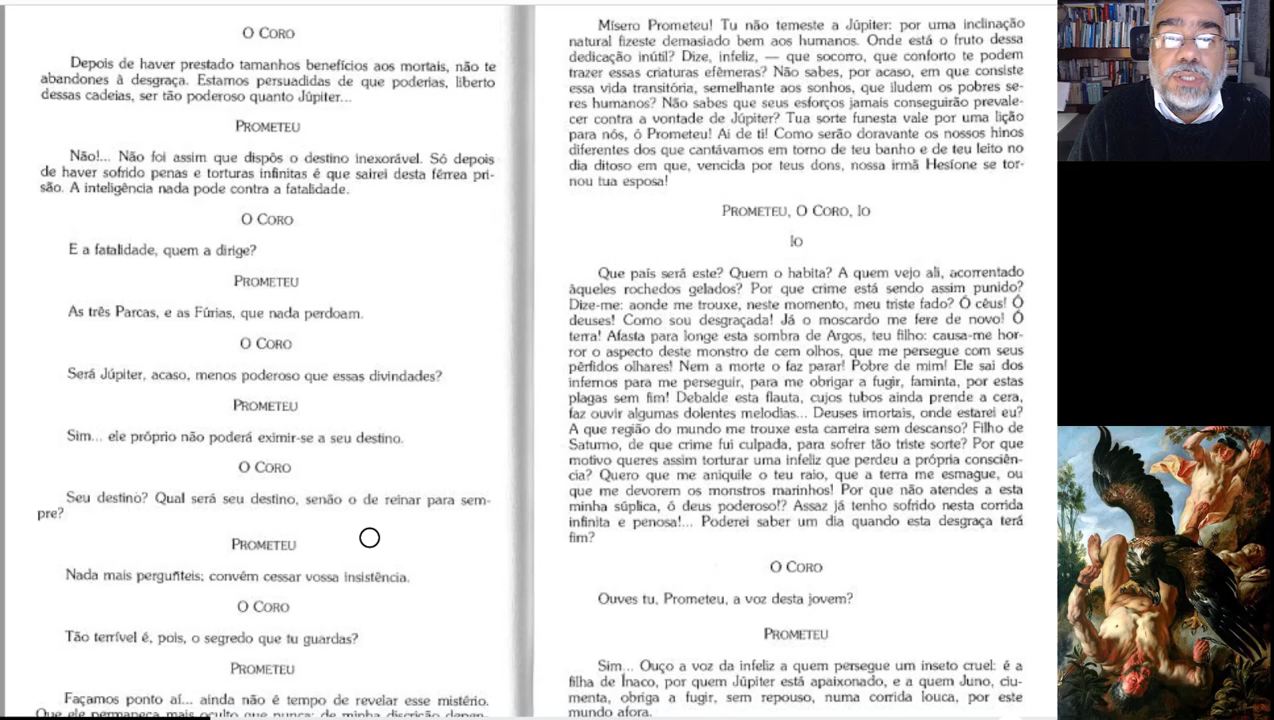 O CORO
Depois de haver prestado tamanhos benefícios aos mortais, não te
abandones à desgraça. Estamos persuadidas de que poderias, liberto
dessas cadeias, ser tão poderoso quanto Júpiter...
PROMETEU
Não!... Não foi assim que dispôs o destino inexorável. Só depois
de haver sofrido penas e torturas infinitas é que sairei desta férrea pri-
são. A inteligência nada pode contra a fatalidade.
O CORO
E a fatalidade, quem a dirige?
PROMETEU
As três Parcas, e as Fúrias, que nada perdoam.
O CORO
Será Júpiter, acaso, menos poderoso que essas divindades?
PROMETEU
Sim... ele próprio não poderá eximir-se a seu destino.
O CORO
Seu destino? Qual será seu destino, senão o de reinar para sem-
pre?
PROMETEU
Nada mais pergunteis; convém cessar vossa insistência.
O CORO
Tão terrível é, pois, o segredo que tu guardas?
PROMETEU
Façamos ponto aí... ainda não é tempo de revelar esse mistério.
Que ele permaneça mais oculto que nunca; de minha discrição depen-
Mísero Prometeu! Tu não temeste a Júpiter: por uma inclinação
natural fizeste demasiado bem aos humanos. Onde está o fruto dessa
dedicação inútil? Dize, infeliz, — que socorro, que conforto te podem
trazer essas criaturas efêmeras? Não sabes, por acaso, em que consiste
essa vida transitória, semelhante aos sonhos, que iludem os pobres se-
res humanos? Não sabes que seus esforços jamais conseguirão prevale-
cer contra a vontade de Júpiter? Tua sorte funesta vale por uma lição
para nós, ó Prometeu! Ai de ti! Como serão doravante os nossos hinos
diferentes dos que cantávamos em torno de teu banho e de teu leito no
dia ditoso em que, vencida por teus dons, nossa irmã Hesíone se tor-
nou tua esposa!
PROMETEU, O CORO, IO
IO
Que país será este? Quem o habita? A quem vejo ali, acorrentado
àqueles rochedos gelados? Por que crime está sendo assim punido?
Dize-me: aonde me trouxe, neste momento, meu triste fado? Ó céus! Ó
deuses! Como sou desgraçada! Já o moscardo me fere de novo! Ó
terra! Afasta para longe esta sombra de Argos, teu filho: causa-me hor-
ror o aspecto deste monstro de cem olhos, que me persegue com seus
pérfidos olhares! Nem a morte o faz parar! Pobre de mim! Ele sai dos
infernos para me perseguir, para me obrigar a fugir, faminta, por estas
plagas sem fim! Debalde esta flauta, cujos tubos ainda prende a cera,
faz ouvir algumas dolentes melodias... Deuses imortais, onde estarei eu?
A que região do mundo me trouxe esta carreira sem descanso? Filho de
Saturno, de que crime fui culpada, para sofrer tão triste sorte? Por que
motivo queres assim torturar uma infeliz que perdeu a própria consciên-
cia? Quero que me aniquile o teu raio, que a terra me esmague, ou
que me devorem os monstros marinhos! Por que não atendes a esta
minha súplica, ó deus poderoso!? Assaz já tenho sofrido nesta corrida
infinita e penosa!... Poderei saber um dia quando esta desgraça terá
fim?
O CORO
Ouves tu, Prometeu, a voz desta jovem?
PROMETEU
Sim... Ouço a voz da infeliz a quem persegue um inseto cruel: é a
filha de Ínaco, por quem Júpiter está apaixonado, e a quem Juno, ciu-
menta, obriga a fugir, sem repouso, numa corrida louca, por este
mundo afora.